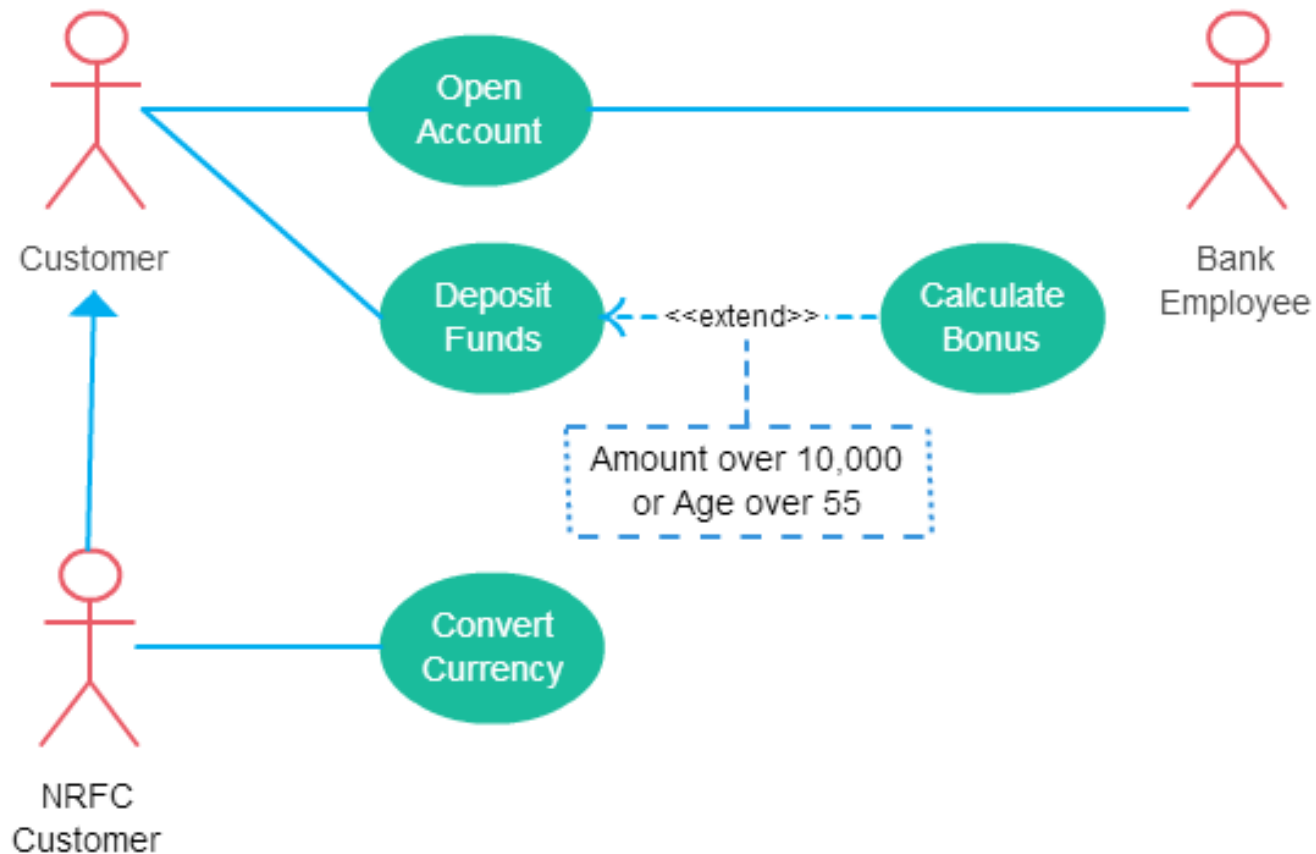 Open
Account
Customer
Bank
Employee
Deposit
Funds
<<extend>>
Calculate
Bonus
Amount over 10,000
or Age over 55
Convert
Currency
NRFC
Customer